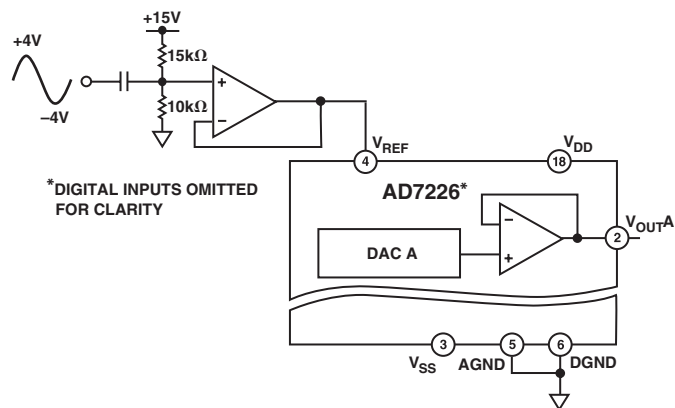 +15V
+4V
15kΩ
10kΩ
–4V
+
–
VREF
4
VDD
18
*DIGITAL INPUTS OMITTED
FOR CLARITY
AD7226*
–
+
DAC A
VOUTA
2
3
5
6
VSS
AGND
DGND